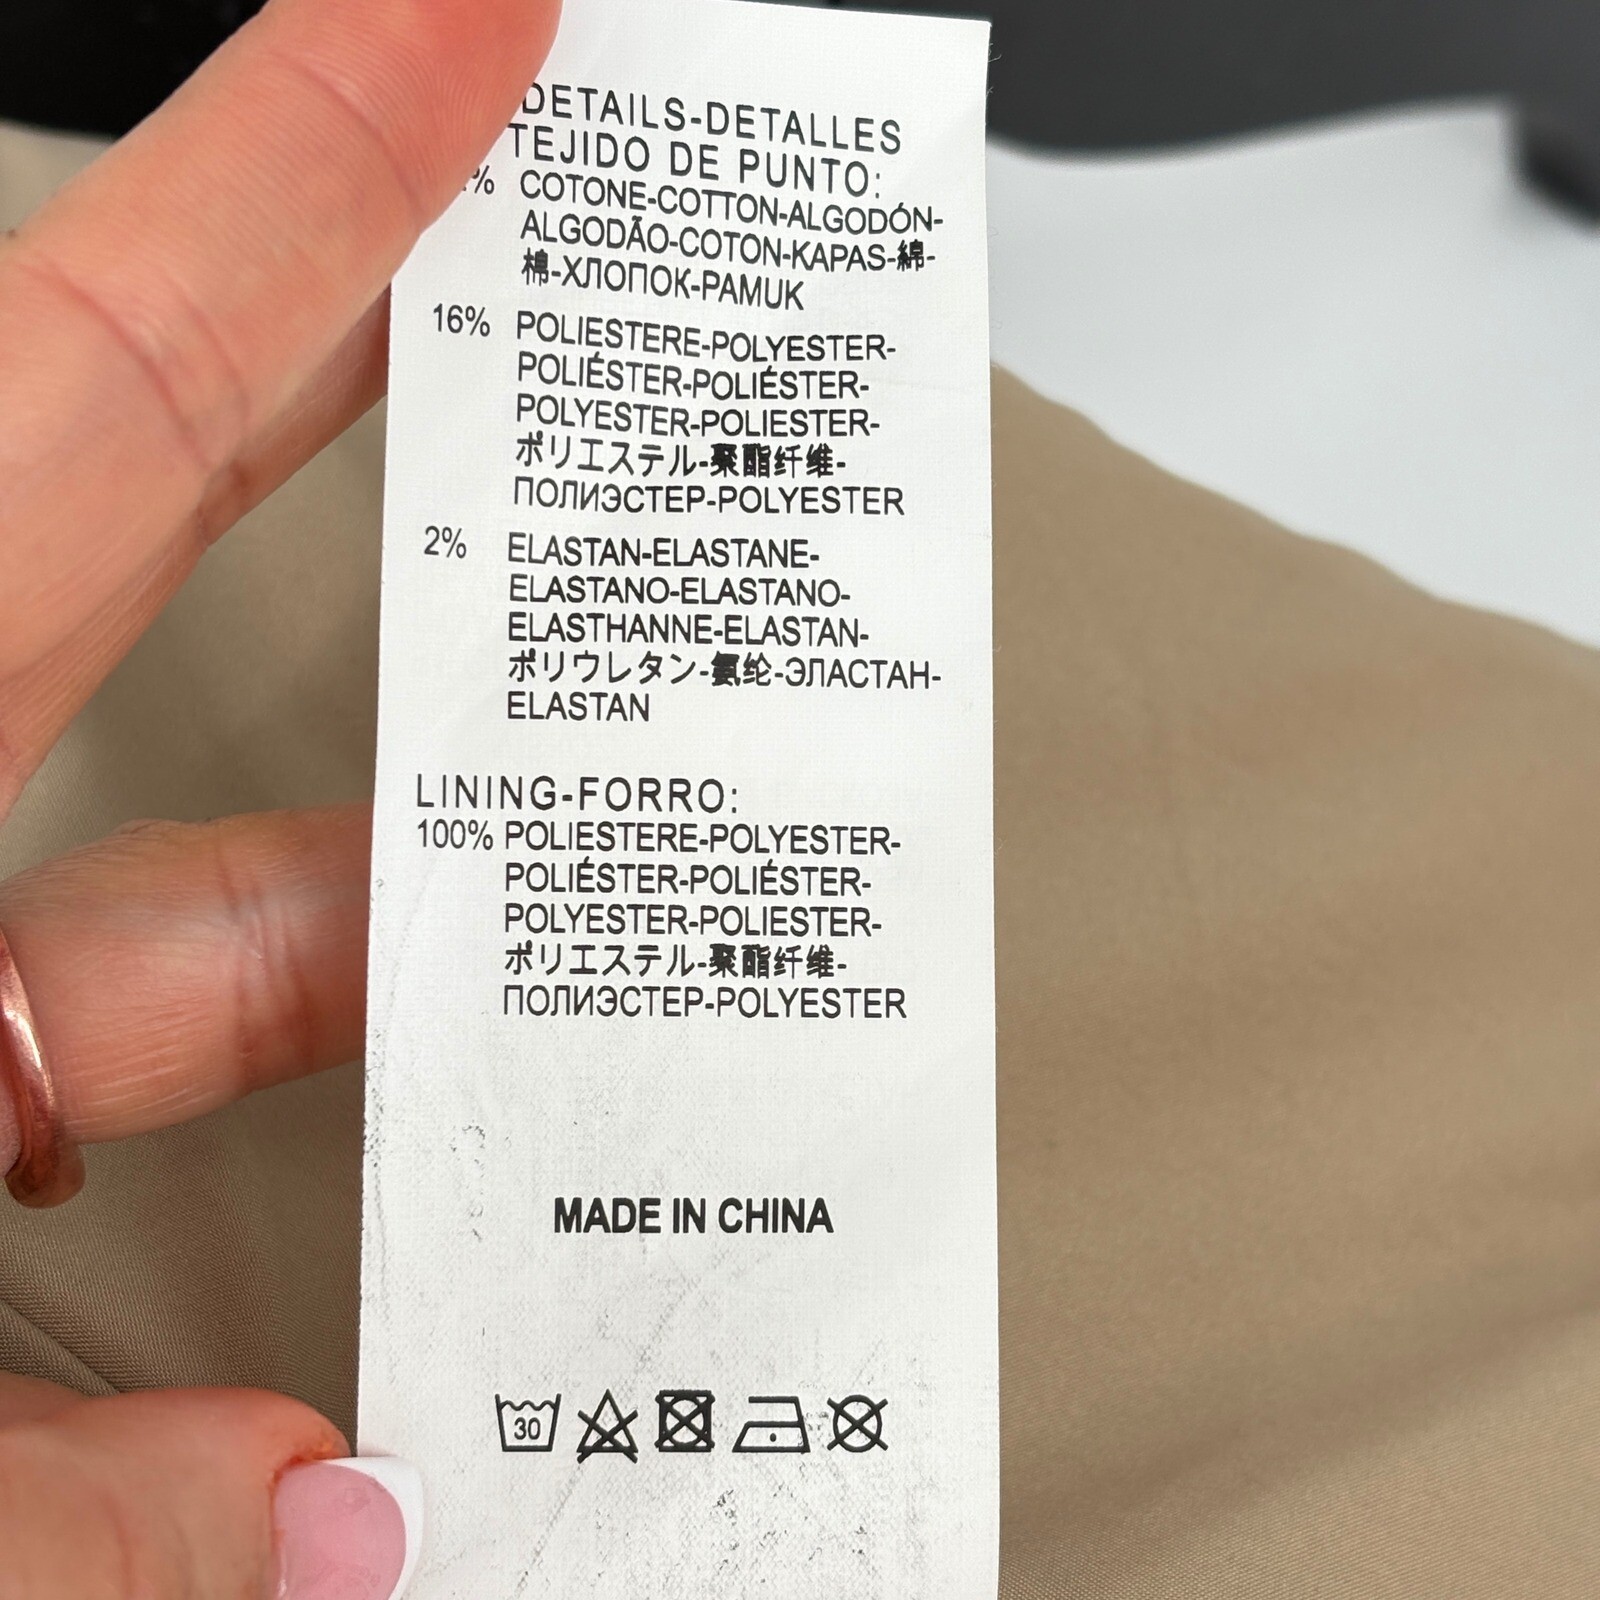 DETAILS-DETALLES
TEJIDO DE PUNTO:
% COTONE-COTTON-ALGODÓN-
ALGODÃO-COTON-KAPAS-綿-
棉-ХЛОПОК-PAMUK
16% POLIESTERE-POLYESTER-
POLIÉSTER-POLIÉSTER-
POLYESTER-POLIESTER-
ポリエステル-聚酯纤维-
ПОЛИЭСТЕР-POLYESTER
2% ELASTAN-ELASTANE-
ELASTANO-ELASTANO-
ELASTHANNE-ELASTAN-
ポリウレタン-氨纶-ЭЛАСТАН-
ELASTAN
LINING-FORRO:
100% POLIESTERE-POLYESTER-
POLIÉSTER-POLIÉSTER-
POLYESTER-POLIESTER-
ポリエステル-聚酯纤维-
ПОЛИЭСТЕР-POLYESTER
MADE IN CHINA
30